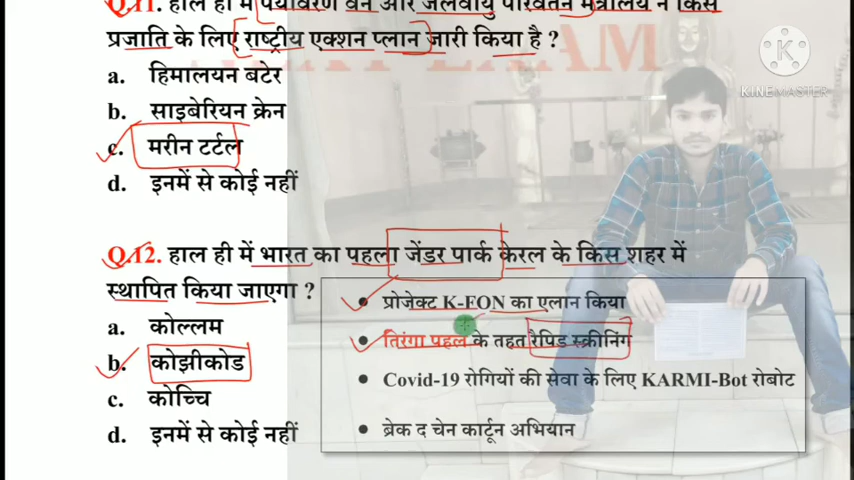 Q.11. हाल ही में पर्यावरण वन और जलवायु परिवर्तन मंत्रालय ने किस
प्रजाति के लिए राष्ट्रीय एक्शन प्लान जारी किया है ?
a. हिमालयन बटेर
b. साइबेरियन क्रेन
c. मरीन टर्टल
d. इनमें से कोई नहीं
KINEMASTER
Q.12. हाल ही में भारत का पहला जेंडर पार्क केरल के किस शहर में
स्थापित किया जाएगा ?
a. कोल्लम
b. कोझीकोड
c. कोच्चि
d. इनमें से कोई नहीं
• प्रोजेक्ट K-FON का एलान किया
• तिरंगा पहल के तहत रैपिड स्क्रीनिंग
• Covid-19 रोगियों की सेवा के लिए KARMI-Bot रोबोट
• ब्रेक द चेन कार्टून अभियान